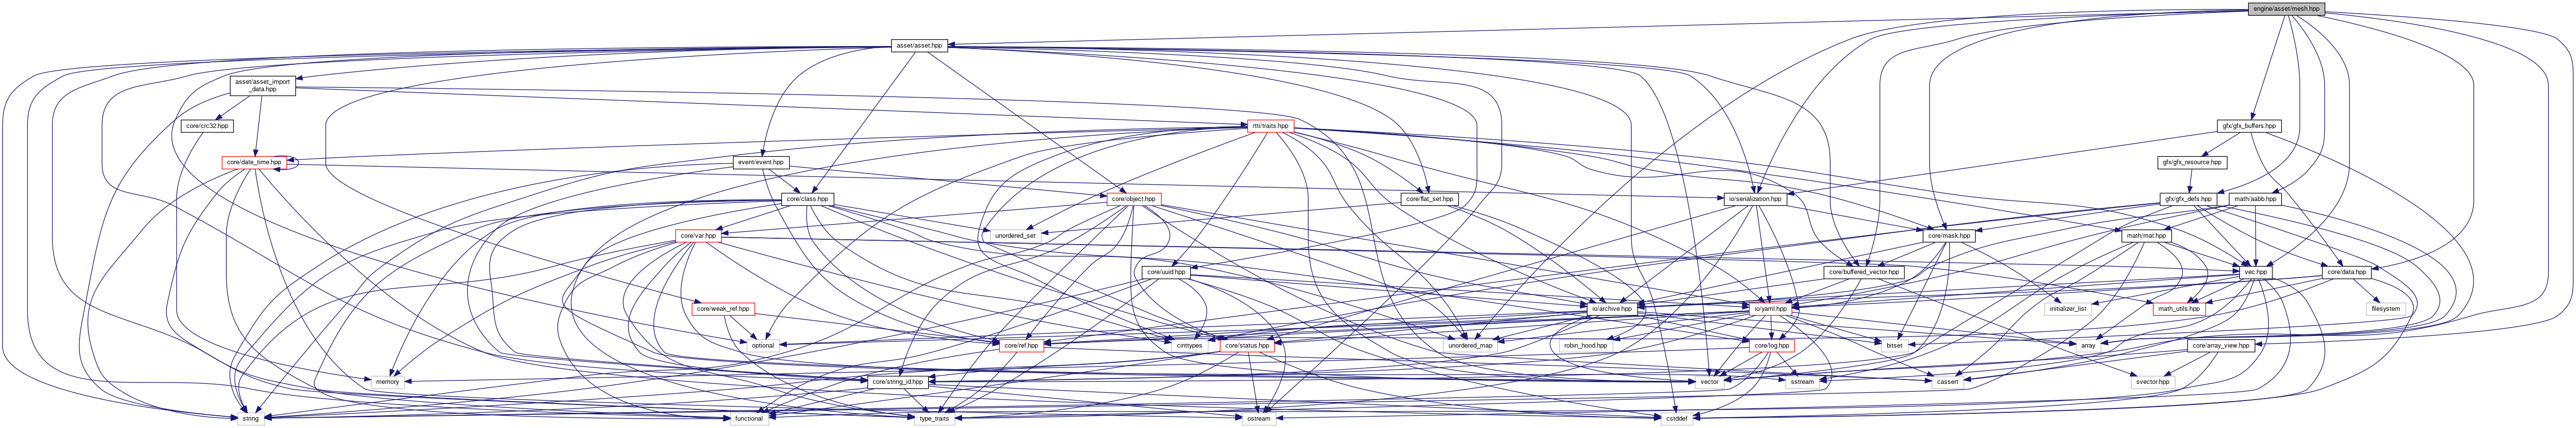 engine/asset/mesh.hpp
asset/asset.hpp
asset/asset_import
_data.hpp
core/crc32.hpp
rtti/traits.hpp
gfx/gfx_buffers.hpp
core/date_time.hpp
event/event.hpp
gfx/gfx_resource.hpp
core/class.hpp
core/object.hpp
core/flat_set.hpp
io/serialization.hpp
gfx/gfx_defs.hpp
math/aabb.hpp
core/var.hpp
unordered_set
core/mask.hpp
math/mat.hpp
core/uuid.hpp
core/buffered_vector.hpp
vec.hpp
core/data.hpp
core/weak_ref.hpp
io/archive.hpp
io/yaml.hpp
initializer_list
math_utils.hpp
filesystem
optional
core/ref.hpp
cinttypes
core/status.hpp
unordered_map
robin_hood.hpp
core/log.hpp
bitset
array
core/array_view.hpp
memory
core/string_id.hpp
vector
sstream
cassert
svector.hpp
string
functional
type_traits
ostream
cstddef